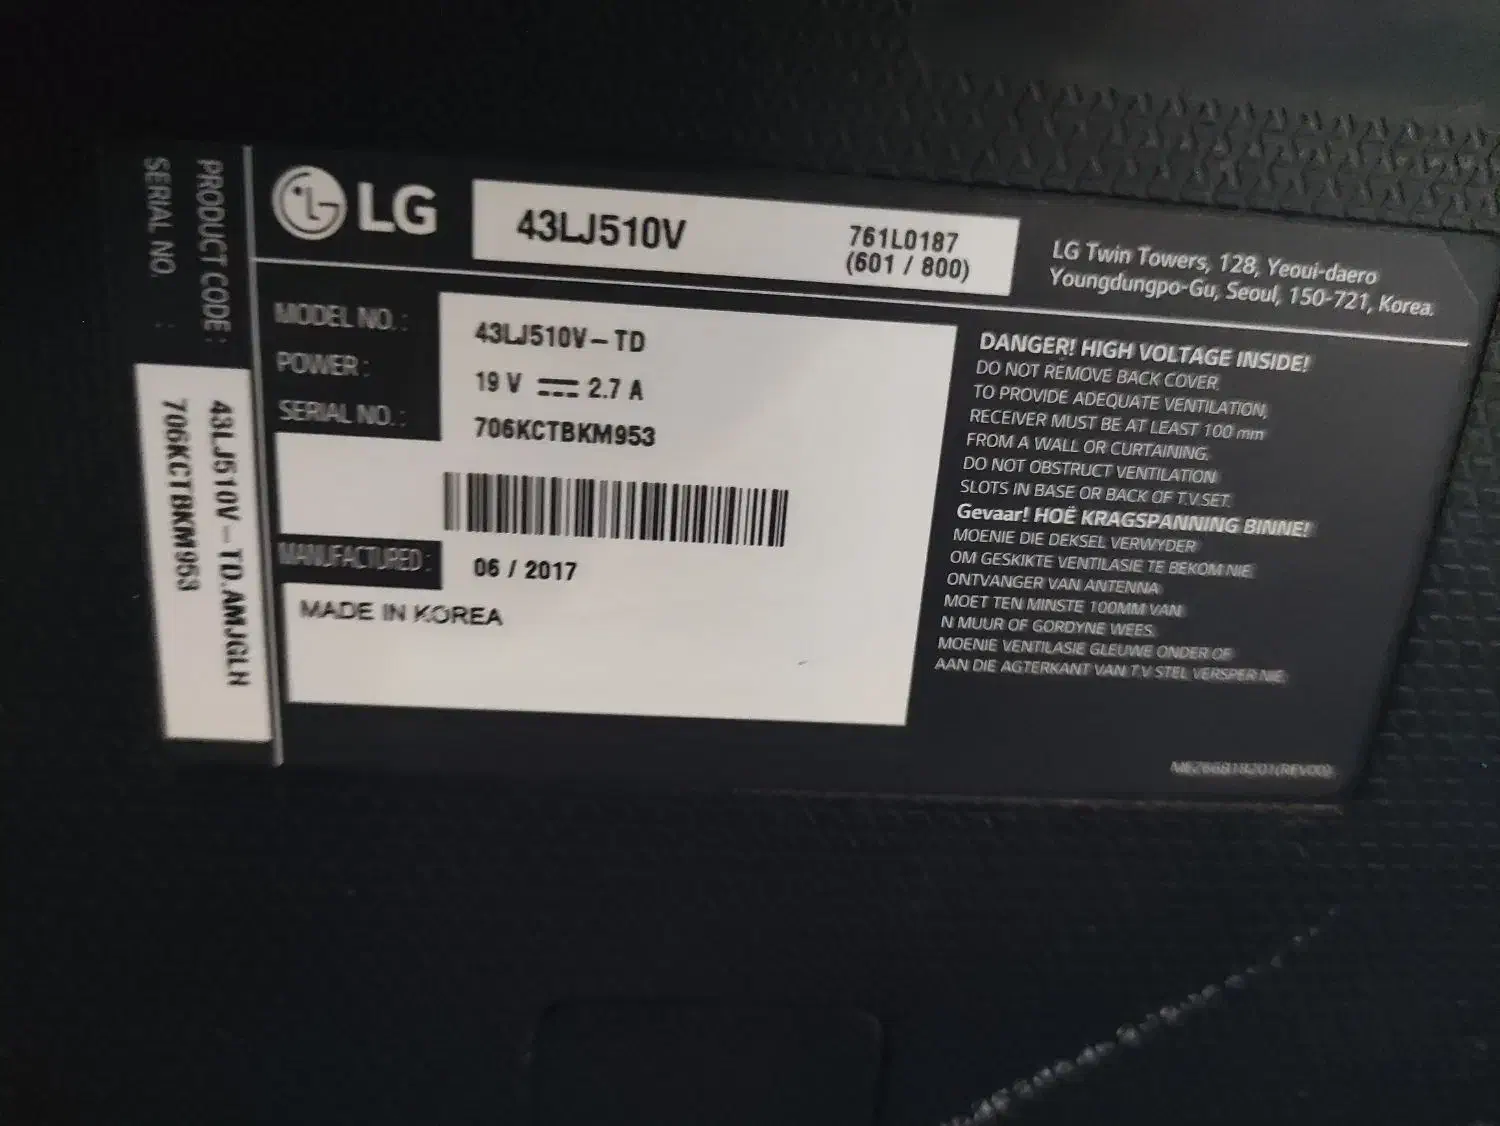 PRODUCT CODE :
SERIAL NO. :
43LJ510V-TD.AMJGLH
706KCTBKM953
LG
43LJ510V
761L0187
(601 / 800)
LG Twin Towers, 128, Yeoui-daero
Youngdungpo-Gu, Seoul, 150-721, Korea.
MODEL NO. : 43LJ510V-TD
POWER : 19 V ⎓ 2.7 A
SERIAL NO. : 706KCTBKM953
MANUFACTURED : 06 / 2017
MADE IN KOREA
DANGER! HIGH VOLTAGE INSIDE!
DO NOT REMOVE BACK COVER.
TO PROVIDE ADEQUATE VENTILATION,
RECEIVER MUST BE AT LEAST 100 mm
FROM A WALL OR CURTAINING.
DO NOT OBSTRUCT VENTILATION
SLOTS IN BASE OR BACK OF T.V.SET.
Gevaar! HOË KRAGSPANNING BINNE!
MOENIE DIE DEKSEL VERWYDER
OM GESKIKTE VENTILASIE TE BEKOM NIE.
ONTVANGER VAN ANTENNA
MOET TEN MINSTE 100MM VAN
N MUUR OF GORDYNE WEES.
MOENIE VENTILASIE GLEUWE ONDER OF
AAN DIE AGTERKANT VAN T.V STEL VERSPER NIE.